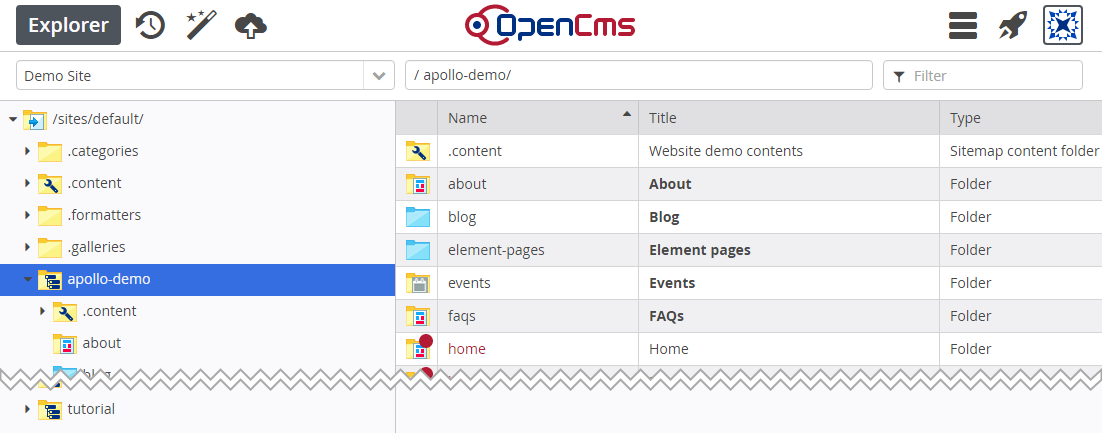 Explorer
OpenCms
Demo Site
/ apollo-demo/
Filter
/sites/default/
.categories
.content
.formatters
.galleries
apollo-demo
.content
about
blog
tutorial
Name Title Type
.content Website demo contents Sitemap content folder
about About Folder
blog Blog Folder
element-pages Element pages Folder
events Events Folder
faqs FAQs Folder
home Home Folder